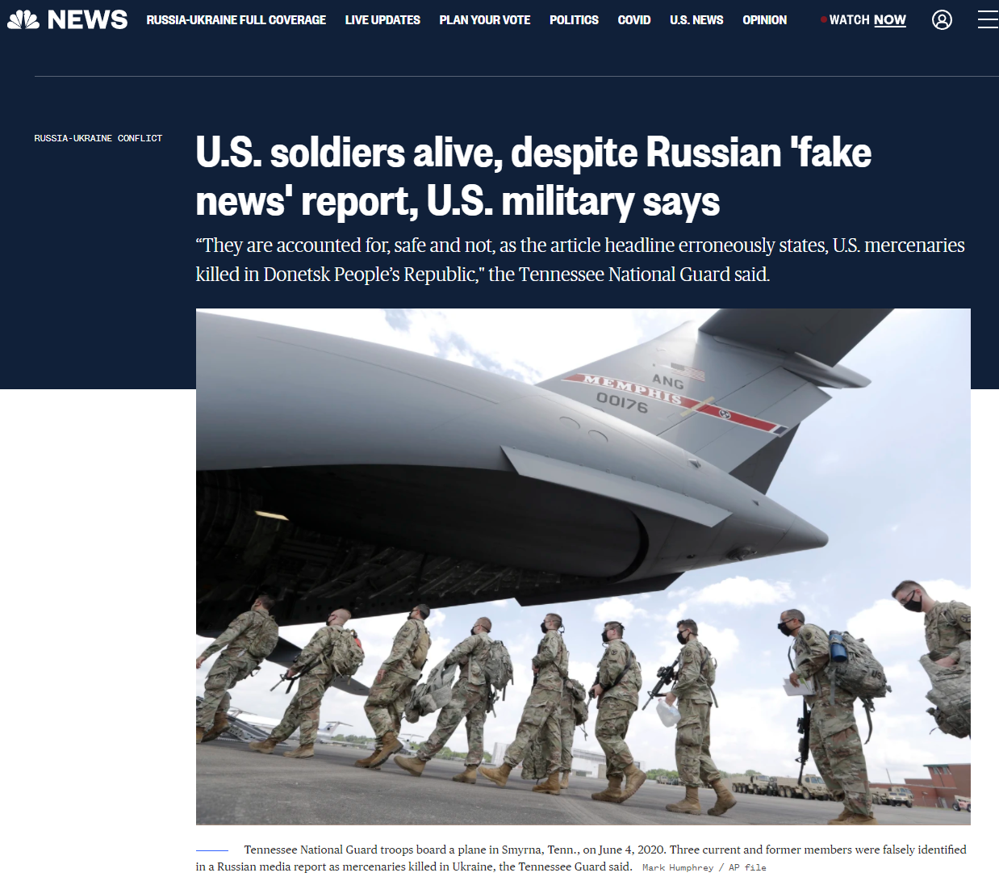 NEWS RUSSIA-UKRAINE FULL COVERAGE LIVE UPDATES PLAN YOUR VOTE POLITICS COVID U.S. NEWS OPINION WATCH NOW
RUSSIA-UKRAINE CONFLICT
U.S. soldiers alive, despite Russian 'fake
news' report, U.S. military says
“They are accounted for, safe and not, as the article headline erroneously states, U.S. mercenaries
killed in Donetsk People’s Republic," the Tennessee National Guard said.
ANG
MEMPHIS
00176
US
Tennessee National Guard troops board a plane in Smyrna, Tenn., on June 4, 2020. Three current and former members were falsely identified
in a Russian media report as mercenaries killed in Ukraine, the Tennessee Guard said. Mark Humphrey / AP file